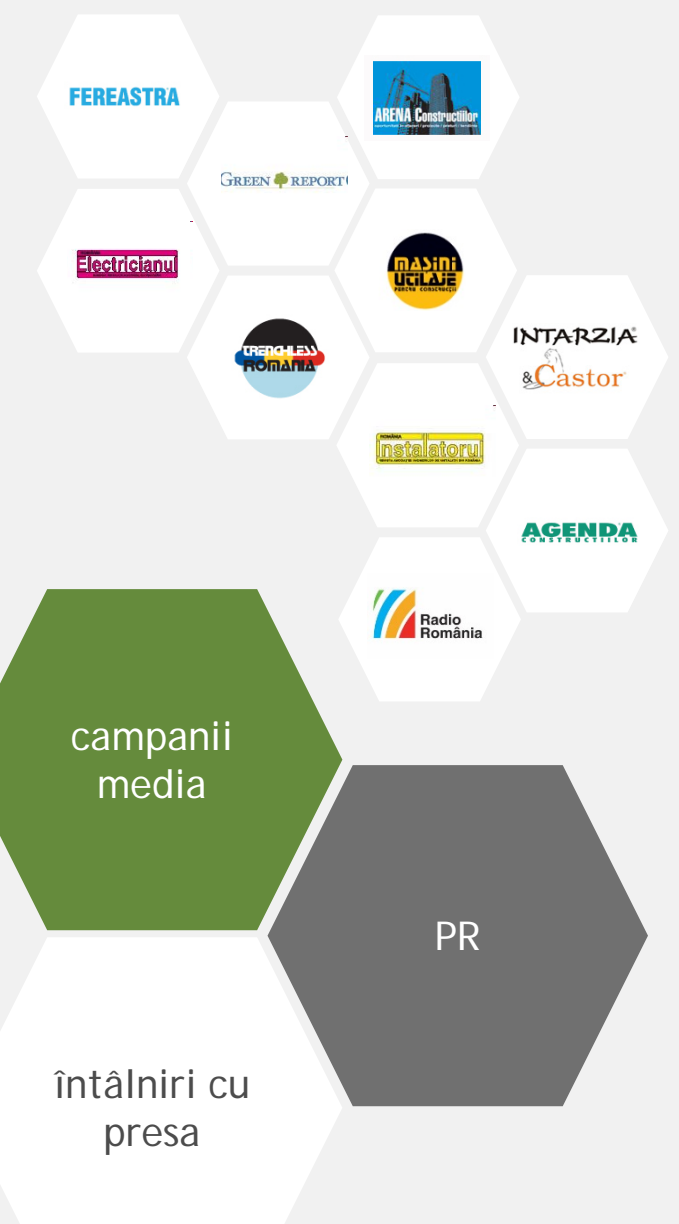 FEREASTRA
ARENA Constructiilor
GREEN REPORT
Electricianul
MASINI
UTILAJE
PENTRU CONSTRUCTII
TRENCHLESS
ROMANIA
INTARZIA
&Castor
ROMÂNIA
Instalatorul
AGENDA
CONSTRUCTIILOR
Radio
România
campanii
media
PR
întâlniri cu
presa